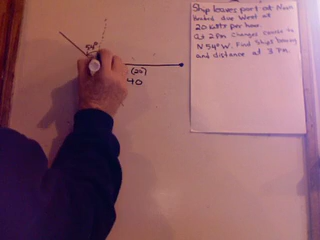 Ship leaves port at Noon
Headed due West at
20 knots per hour.
At 2 PM Changes Course to
N 54° W. Find Ships bearing
and distance at 3 PM.
54°
(20)
40